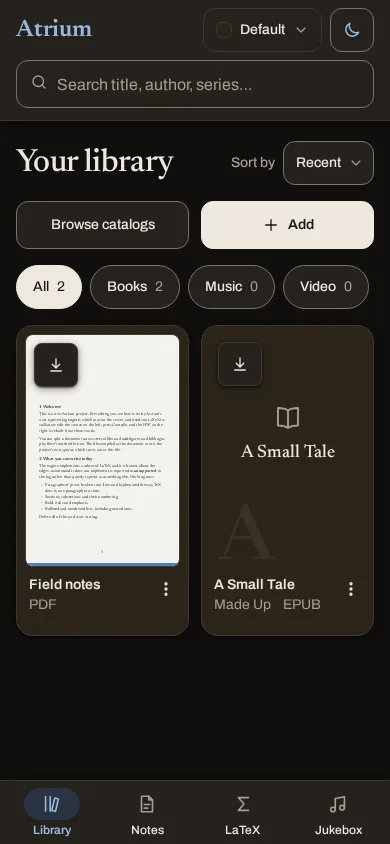 Atrium
Default
Search title, author, series...
Your library
Sort by
Recent
Browse catalogs
Add
All 2
Books 2
Music 0
Video 0
1 Welcome
2 What you can write today
A Small Tale
A
Field notes
PDF
A Small Tale
Made Up EPUB
Library
Notes
LaTeX
Jukebox